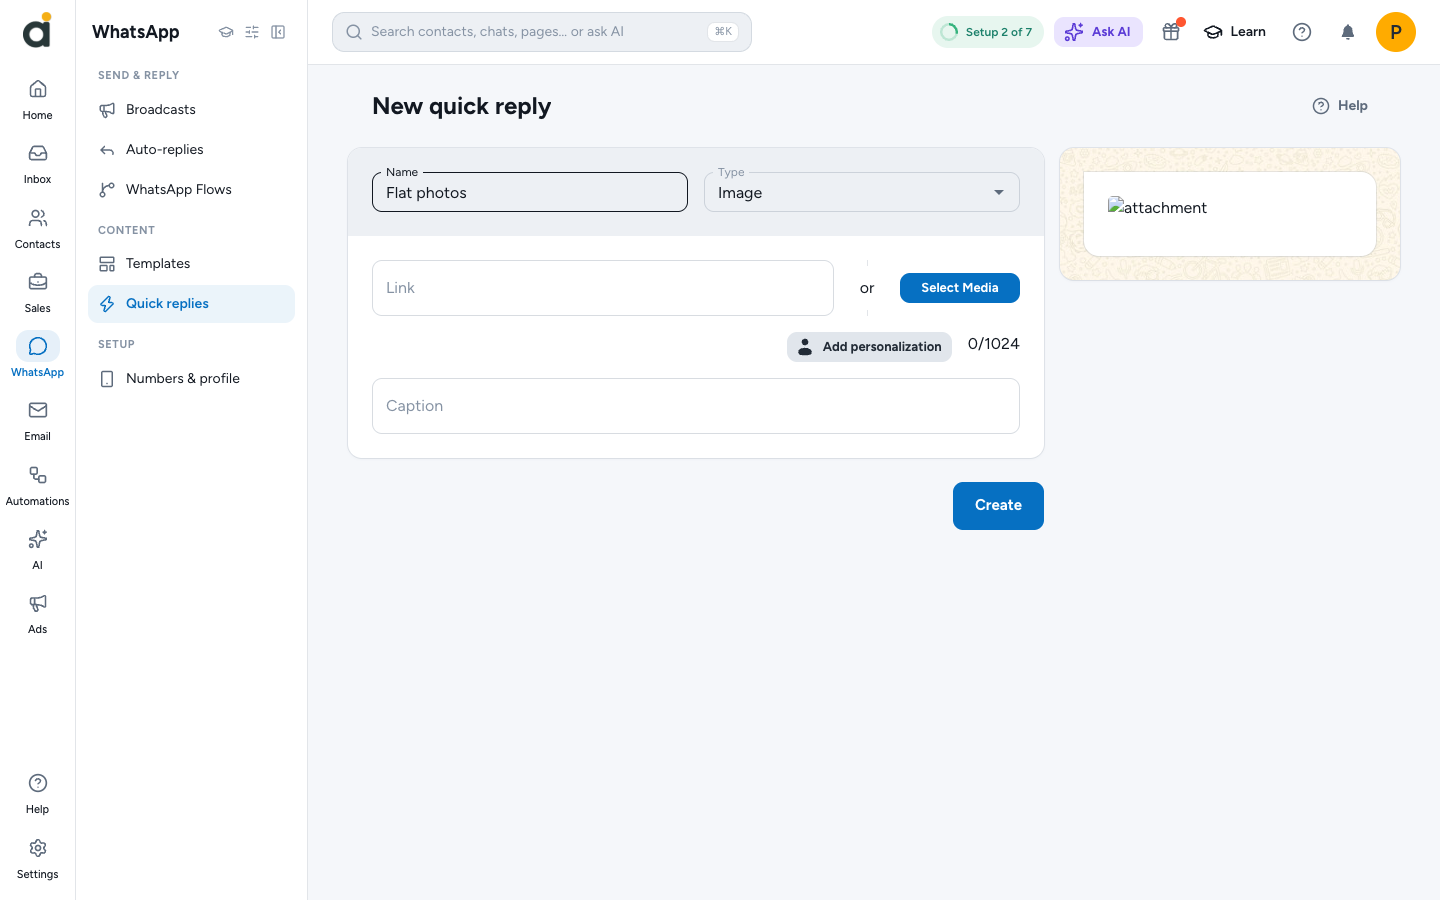 WhatsApp
Search contacts, chats, pages... or ask AI
⌘K
Setup 2 of 7
Ask AI
Learn
P
Home
Inbox
Contacts
Sales
WhatsApp
Email
Automations
AI
Ads
Help
Settings
SEND & REPLY
Broadcasts
Auto-replies
WhatsApp Flows
CONTENT
Templates
Quick replies
SETUP
Numbers & profile
New quick reply
Help
Name
Flat photos
Type
Image
Link
or
Select Media
Add personalization
0/1024
Caption
Create
attachment